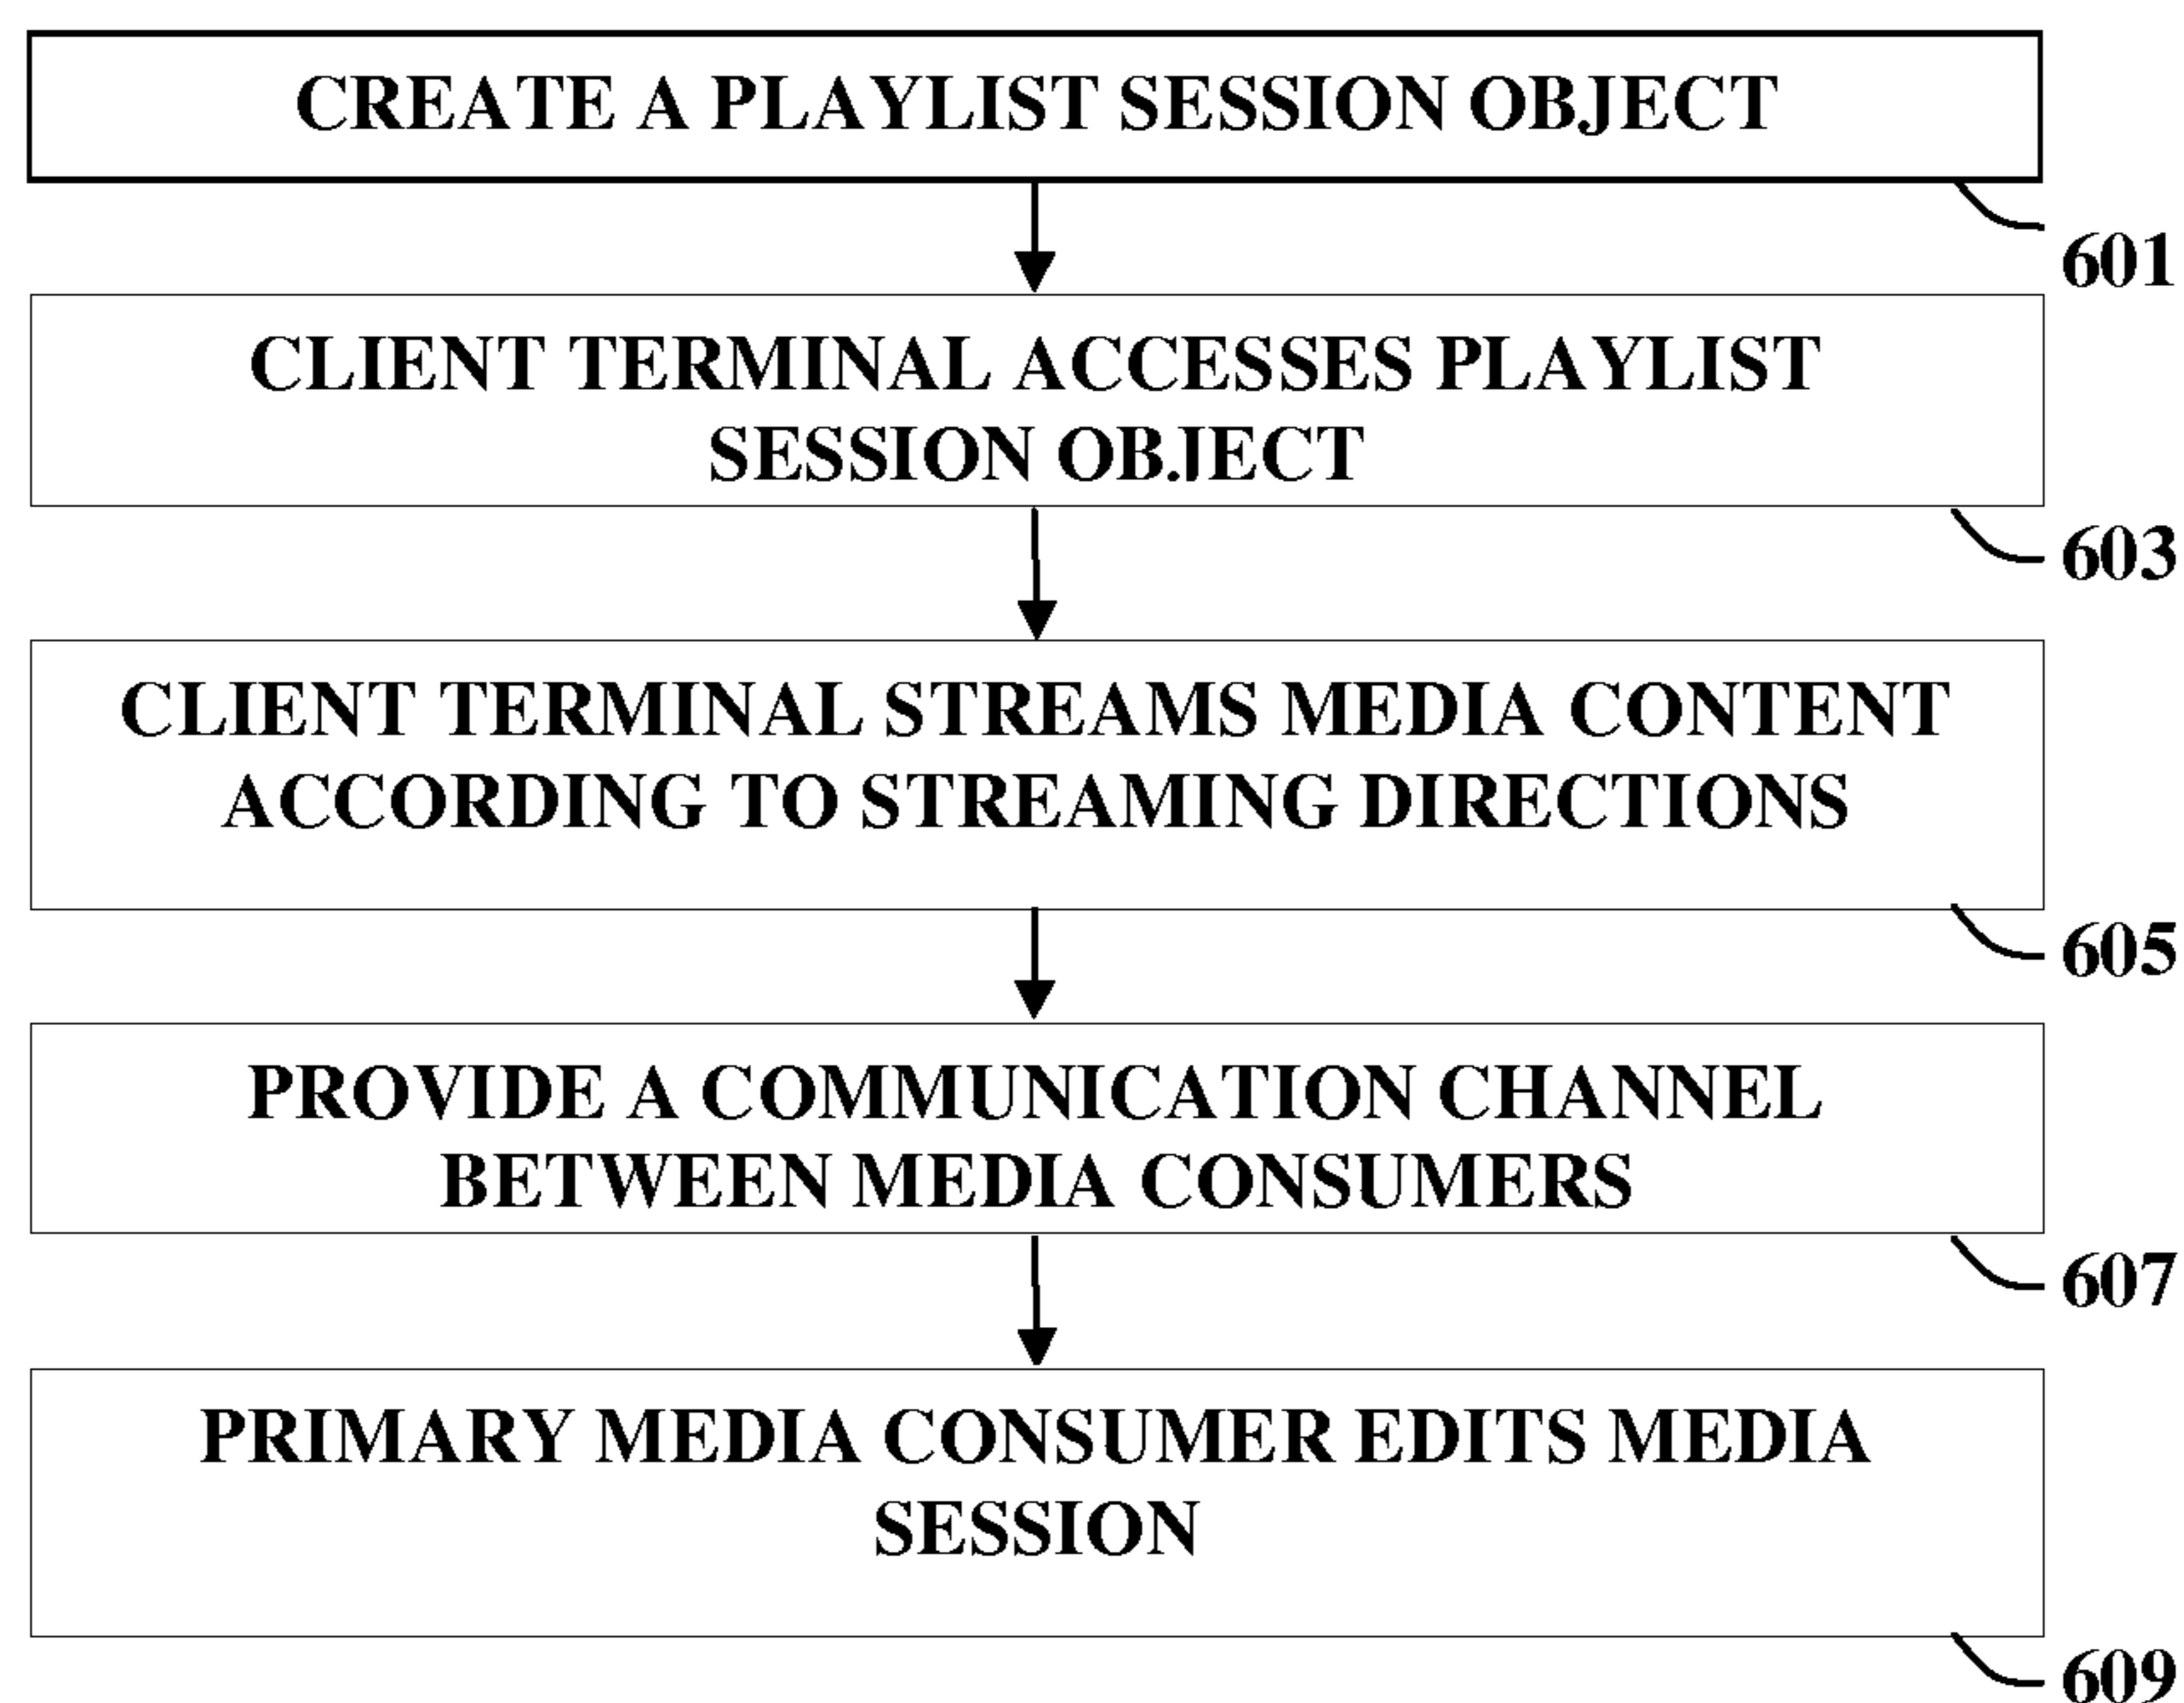 CREATE A PLAYLIST SESSION OBJECT
601
CLIENT TERMINAL ACCESSES PLAYLIST
SESSION OBJECT
603
CLIENT TERMINAL STREAMS MEDIA CONTENT
ACCORDING TO STREAMING DIRECTIONS
605
PROVIDE A COMMUNICATION CHANNEL
BETWEEN MEDIA CONSUMERS
607
PRIMARY MEDIA CONSUMER EDITS MEDIA
SESSION
609